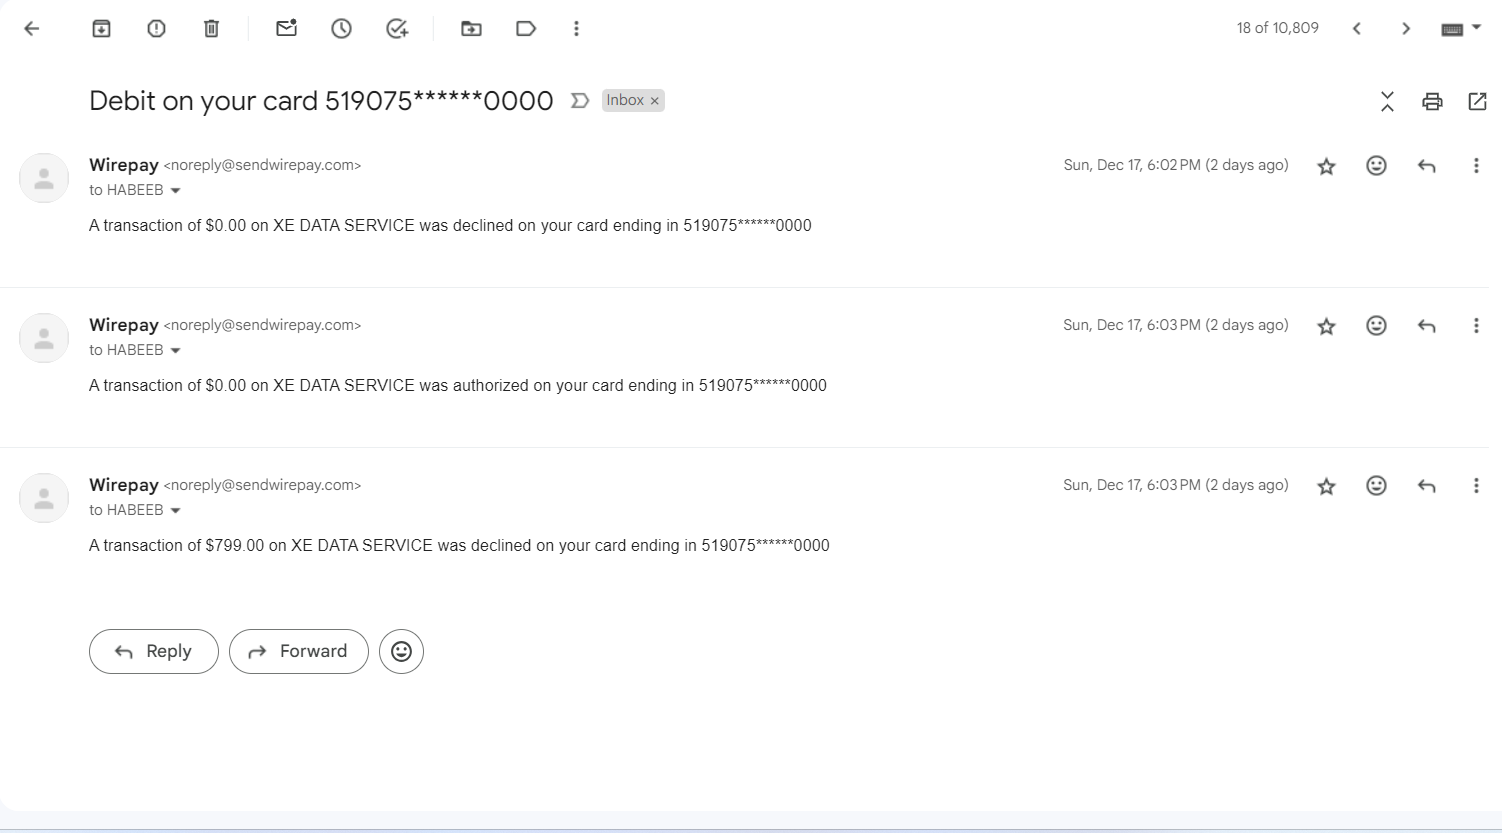 18 of 10,809
Debit on your card 519075******0000 Inbox ×
Wirepay <noreply@sendwirepay.com> Sun, Dec 17, 6:02 PM (2 days ago)
to HABEEB
A transaction of $0.00 on XE DATA SERVICE was declined on your card ending in 519075******0000
Wirepay <noreply@sendwirepay.com> Sun, Dec 17, 6:03 PM (2 days ago)
to HABEEB
A transaction of $0.00 on XE DATA SERVICE was authorized on your card ending in 519075******0000
Wirepay <noreply@sendwirepay.com> Sun, Dec 17, 6:03 PM (2 days ago)
to HABEEB
A transaction of $799.00 on XE DATA SERVICE was declined on your card ending in 519075******0000
Reply Forward